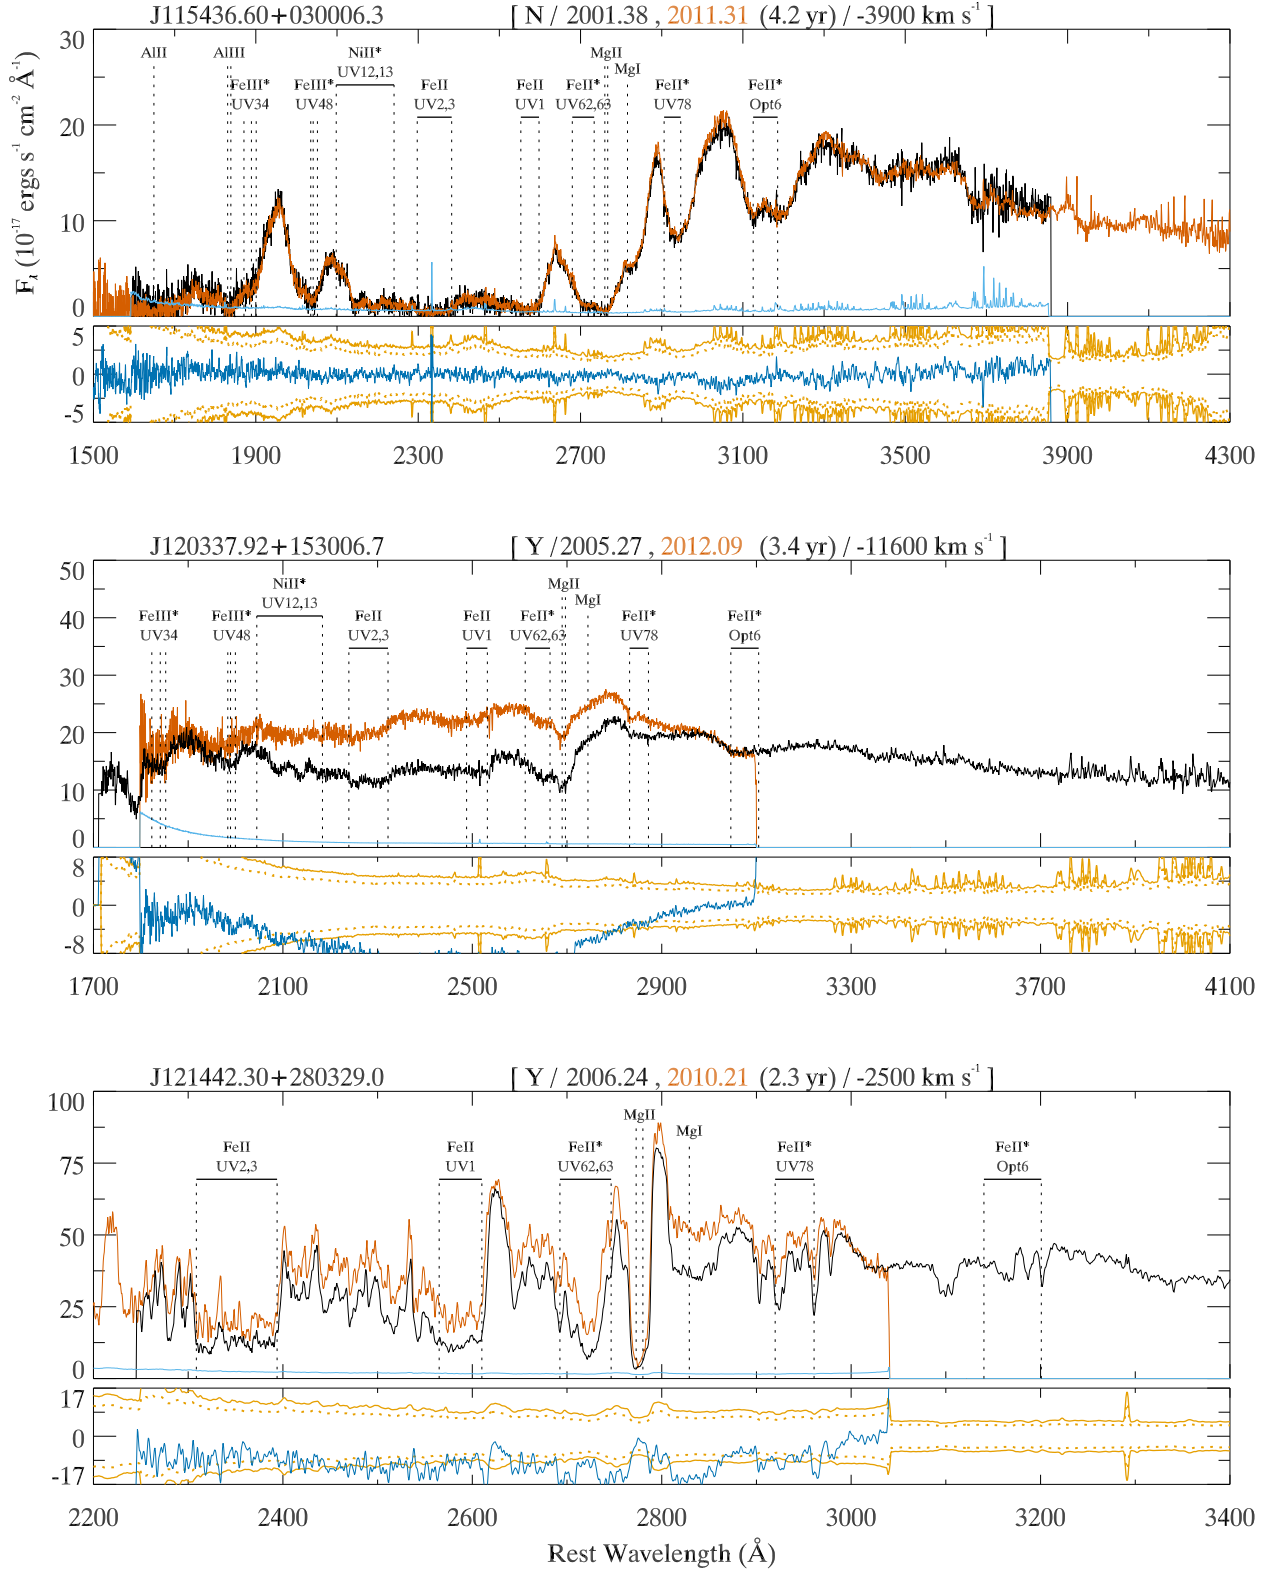 J115436.60+030006.3 [ N / 2001.38 , 2011.31 (4.2 yr) / -3900 km s⁻¹ ]
F_λ (10⁻¹⁷ ergs s⁻¹ cm⁻² Å⁻¹)
30
20
10
0
AlII AlIII NiII* MgII
UV12,13 MgI
FeIII* FeIII* FeII FeII FeII* FeII* FeII*
UV34 UV48 UV2,3 UV1 UV62,63 UV78 Opt6
5
0
-5
1500 1900 2300 2700 3100 3500 3900 4300
J120337.92+153006.7 [ Y / 2005.27 , 2012.09 (3.4 yr) / -11600 km s⁻¹ ]
50
40
30
20
10
0
NiII* MgII
UV12,13 MgI
FeIII* FeIII* FeII FeII FeII* FeII* FeII*
UV34 UV48 UV2,3 UV1 UV62,63 UV78 Opt6
8
0
-8
1700 2100 2500 2900 3300 3700 4100
J121442.30+280329.0 [ Y / 2006.24 , 2010.21 (2.3 yr) / -2500 km s⁻¹ ]
100
75
50
25
0
MgII
MgI
FeII FeII FeII* FeII* FeII*
UV2,3 UV1 UV62,63 UV78 Opt6
17
0
-17
2200 2400 2600 2800 3000 3200 3400
Rest Wavelength (Å)